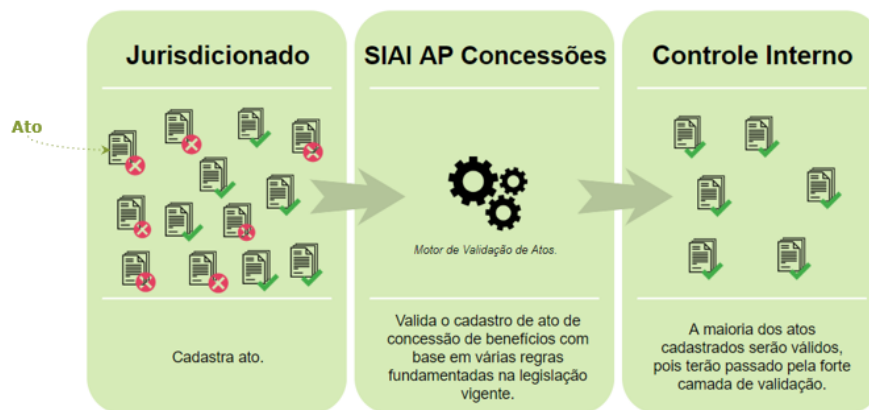 Jurisdicionado
SIAI AP Concessões
Controle Interno
Ato
Motor de Validação de Atos.
Cadastra ato.
Valida o cadastro de ato de
concessão de benefícios com
base em várias regras
fundamentadas na legislação
vigente.
A maioria dos atos
cadastrados serão válidos,
pois terão passado pela forte
camada de validação.